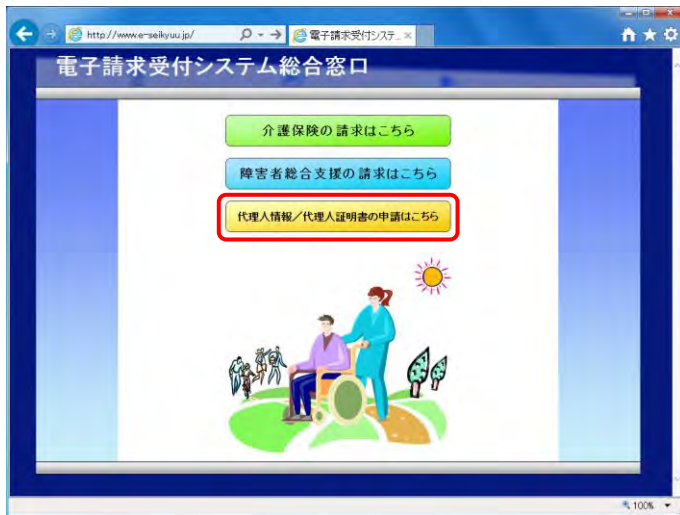 http://www.e-seikyuu.jp/
電子請求受付システ...
電子請求受付システム総合窓口
介護保険の請求はこちら
障害者総合支援の請求はこちら
代理人情報／代理人証明書の申請はこちら
100%